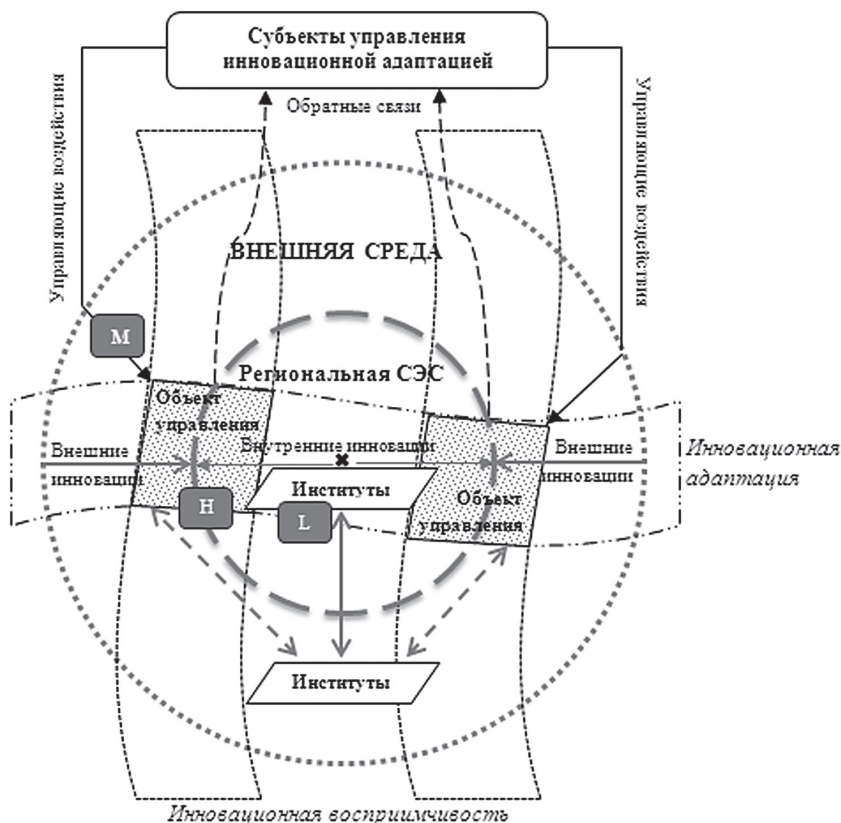 Субъекты управления
инновационной адаптацией
Обратные связи
Управляющие воздействия
Управляющие воздействия
ВНЕШНЯЯ СРЕДА
M
Региональная СЭС
Объект
управления
Внешние
инновации
Внутренние инновации
Внешние
инновации
Инновационная
адаптация
Институты
Объект
управления
H
L
Институты
Инновационная восприимчивость